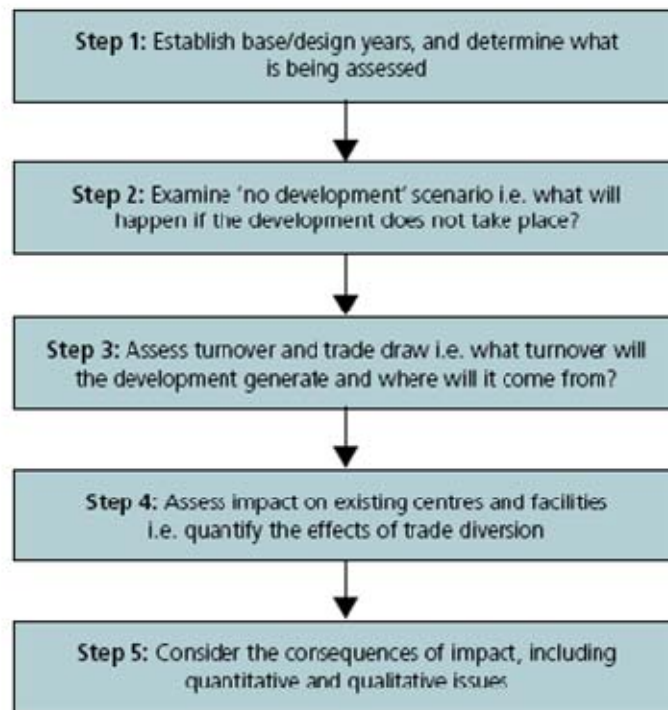 Step 1: Establish base/design years, and determine what
is being assessed
Step 2: Examine 'no development' scenario i.e. what will
happen if the development does not take place?
Step 3: Assess turnover and trade draw i.e. what turnover will
the development generate and where will it come from?
Step 4: Assess impact on existing centres and facilities
i.e. quantify the effects of trade diversion
Step 5: Consider the consequences of impact, including
quantitative and qualitative issues